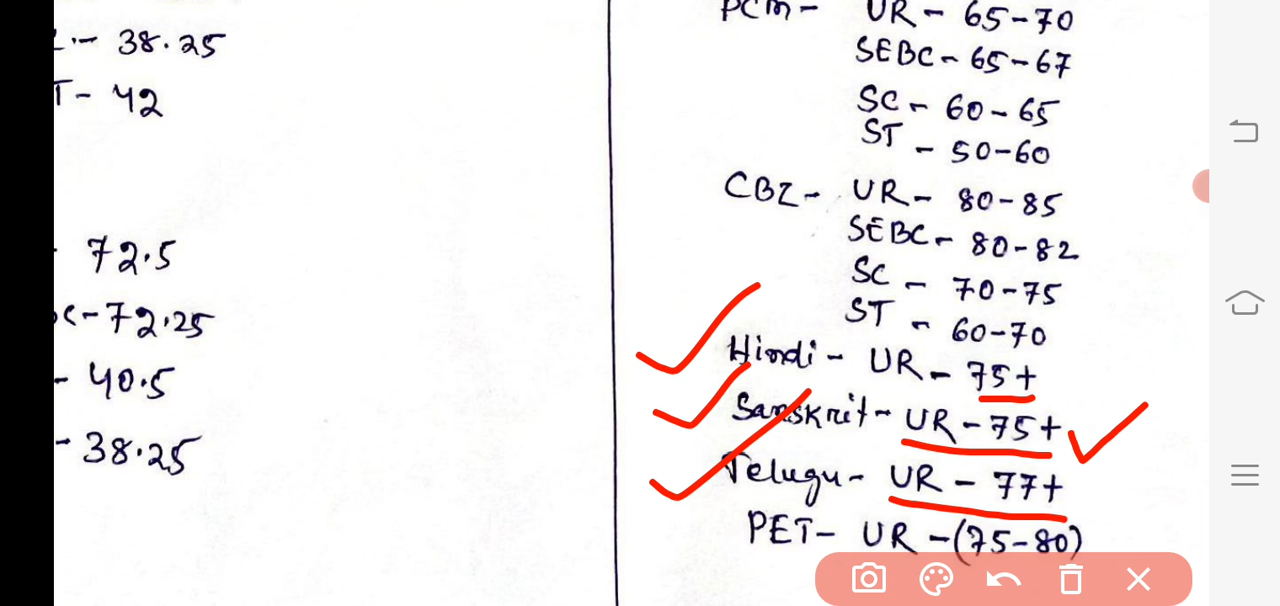 - 38.25
T- 42
72.5
C-72.25
- 40.5
- 38.25
PCM- UR- 65-70
SEBC- 65-67
SC- 60-65
ST - 50-60
CBZ- UR- 80-85
SEBC- 80-82
SC - 70-75
ST - 60-70
Hindi- UR- 75+
Sanskrit- UR-75+
Telugu- UR- 77+
PET- UR-(75-80)